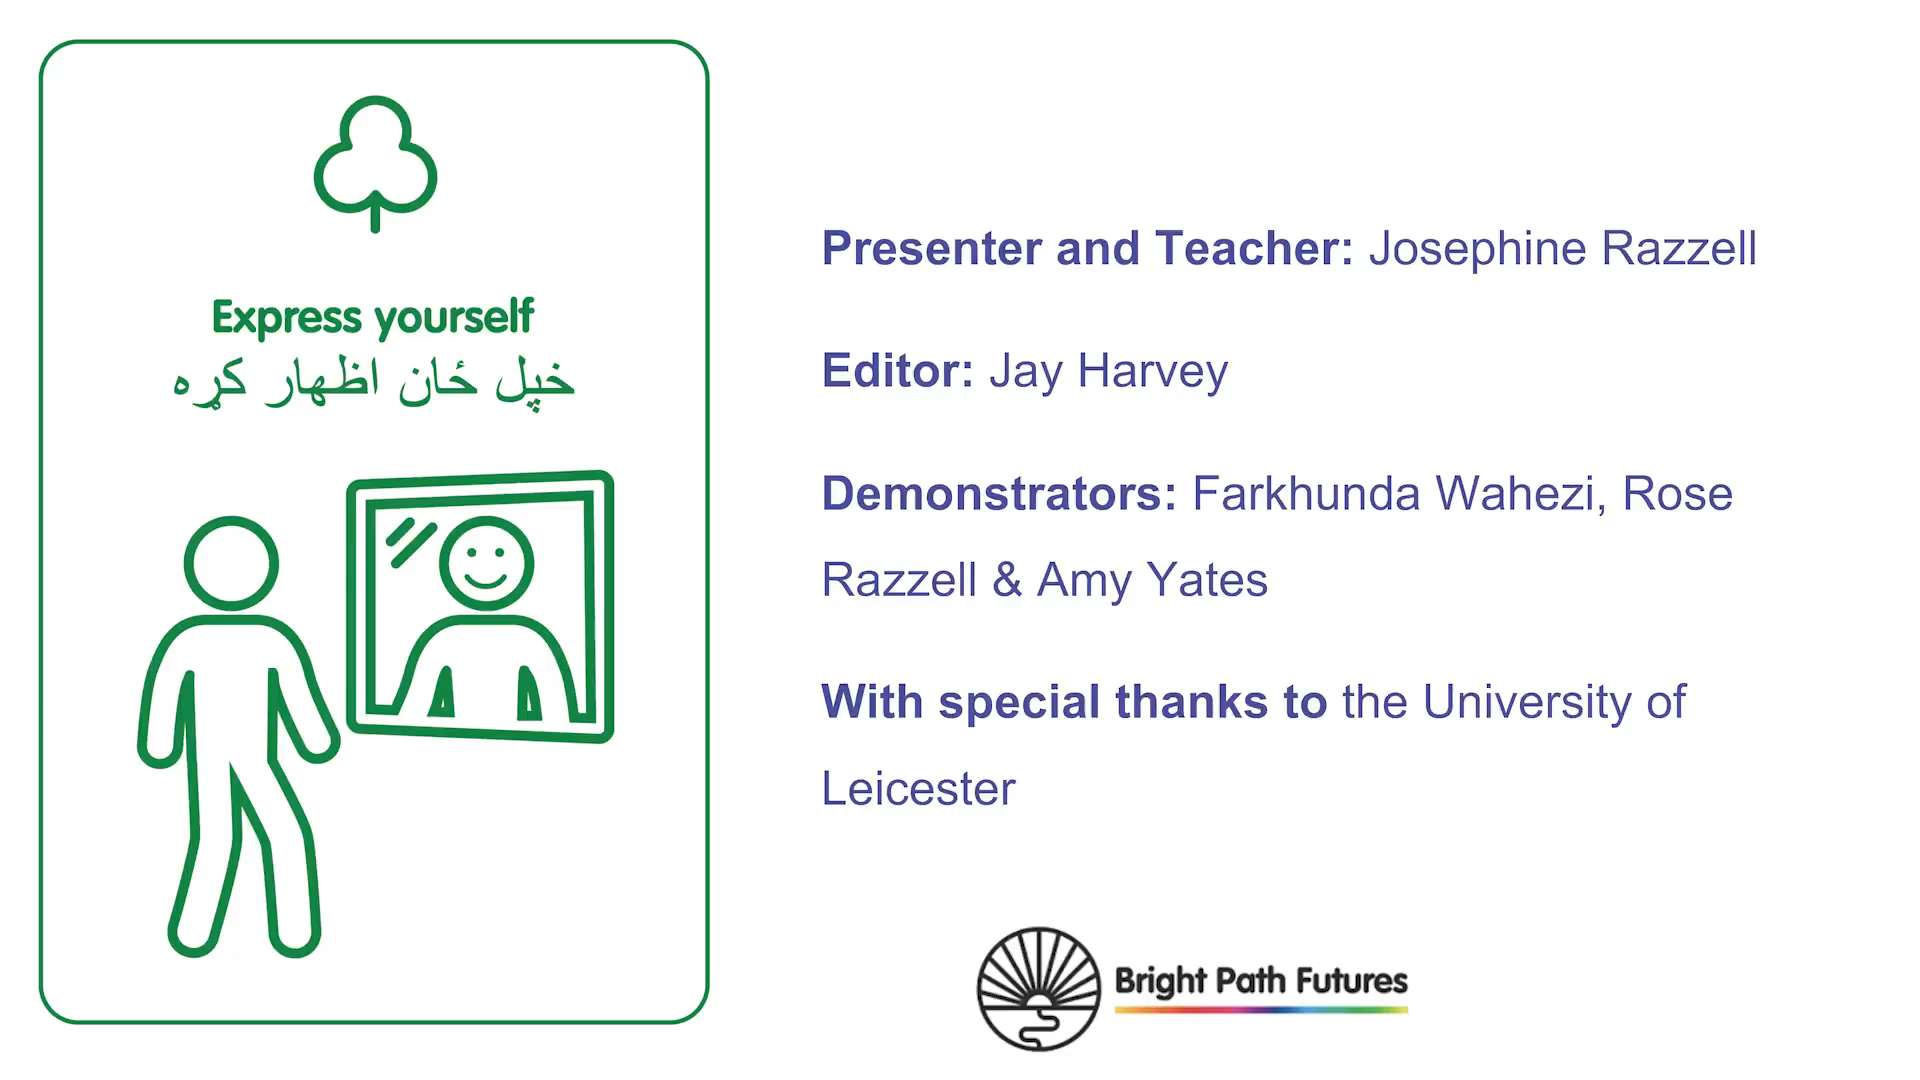 Express yourself
خپل ځان اظهار کړه
Presenter and Teacher: Josephine Razzell
Editor: Jay Harvey
Demonstrators: Farkhunda Wahezi, Rose
Razzell & Amy Yates
With special thanks to the University of
Leicester
Bright Path Futures